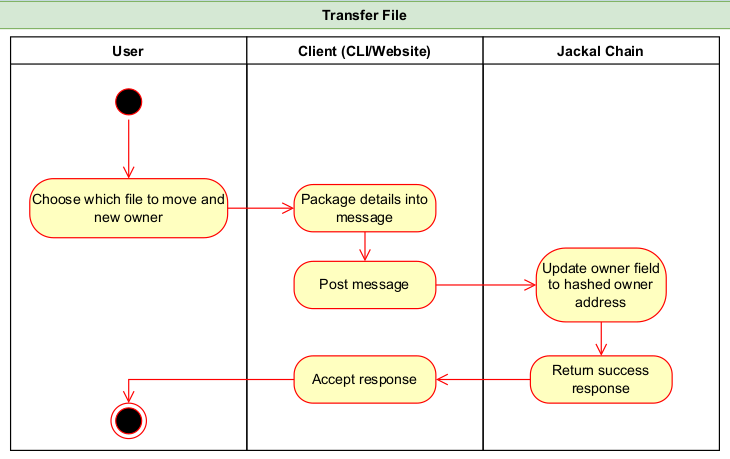 Transfer File
User
Client (CLI/Website)
Jackal Chain
Choose which file to move and
new owner
Package details into
message
Post message
Update owner field
to hashed owner
address
Return success
response
Accept response